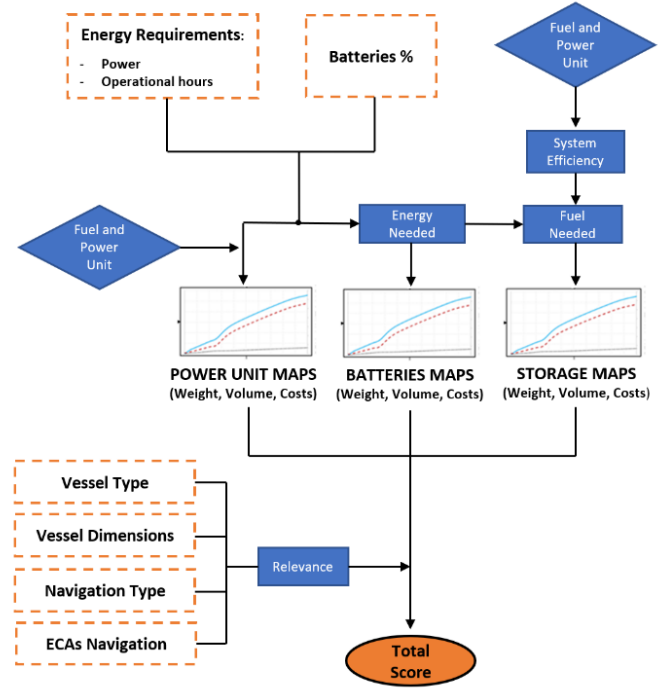 Energy Requirements:
- Power
- Operational hours
Batteries %
Fuel and
Power
Unit
System
Efficiency
Fuel and
Power
Unit
Energy
Needed
Fuel
Needed
POWER UNIT MAPS
(Weight, Volume, Costs)
BATTERIES MAPS
(Weight, Volume, Costs)
STORAGE MAPS
(Weight, Volume, Costs)
Vessel Type
Vessel Dimensions
Navigation Type
ECAs Navigation
Relevance
Total
Score